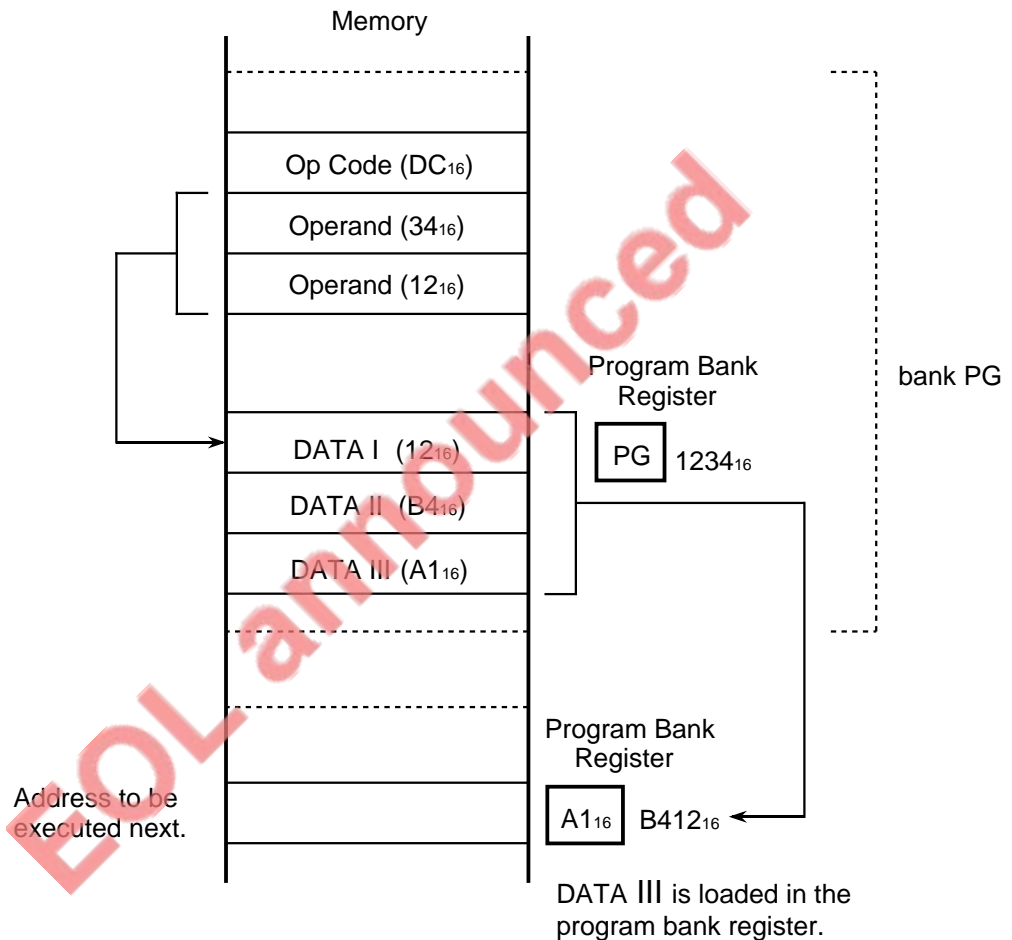 Memory
Op Code (DC16)
Operand (3416)
Operand (1216)
Program Bank
Register
bank PG
DATA I (1216)
PG 123416
DATA II (B416)
DATA III (A116)
Program Bank
Register
Address to be
executed next.
A116 B41216
DATA III is loaded in the
program bank register.
EOL announced